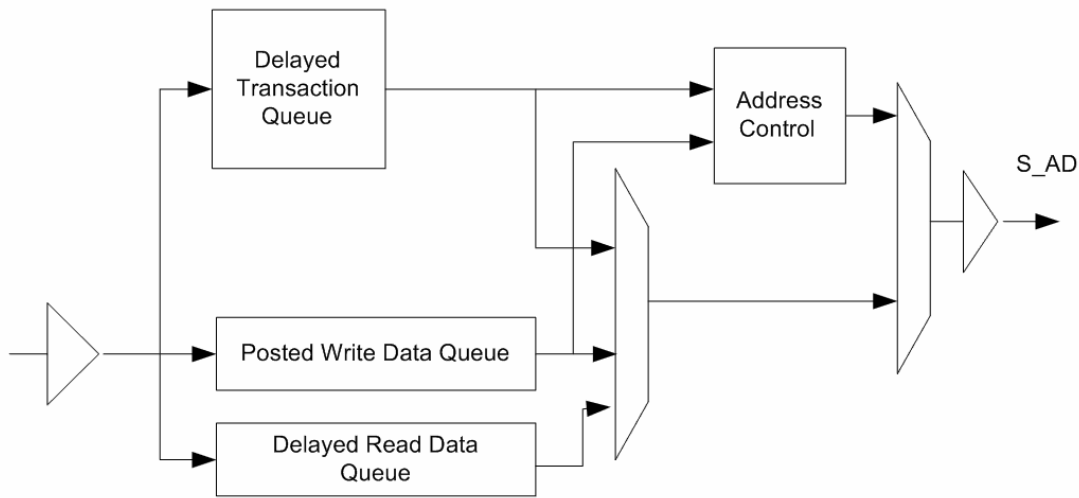 Delayed
Transaction
Queue
Address
Control
S_AD
Posted Write Data Queue
Delayed Read Data
Queue